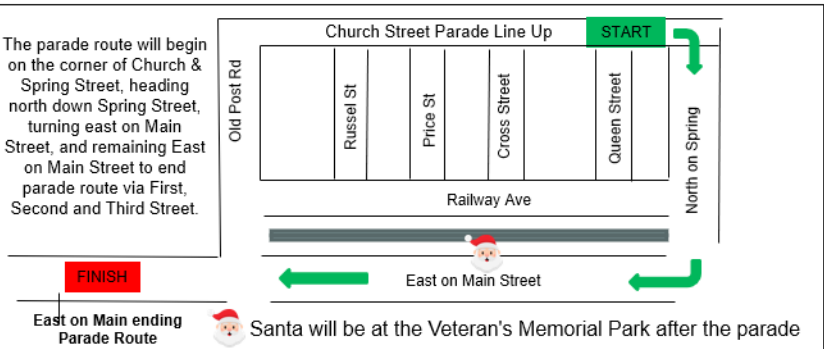 The parade route will begin
on the corner of Church &
Spring Street, heading
north down Spring Street,
turning east on Main
Street, and remaining East
on Main Street to end
parade route via First,
Second and Third Street.
Church Street Parade Line Up
START
Old Post Rd
Russel St
Price St
Cross Street
Queen Street
North on Spring
Railway Ave
East on Main Street
FINISH
East on Main ending
Parade Route
Santa will be at the Veteran's Memorial Park after the parade